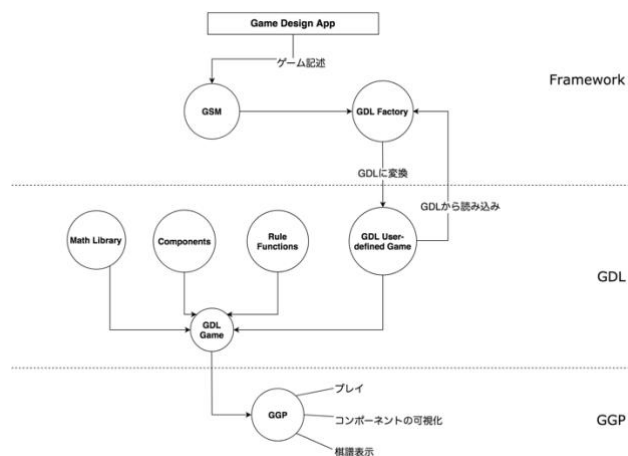 Game Design App
ゲーム記述
Framework
GSM
GDL Factory
GDLに変換
GDLから読み込み
Math Library
Components
Rule
Functions
GDL User-
defined Game
GDL
GDL
Game
プレイ
GGP
コンポーネントの可視化
GGP
棋譜表示